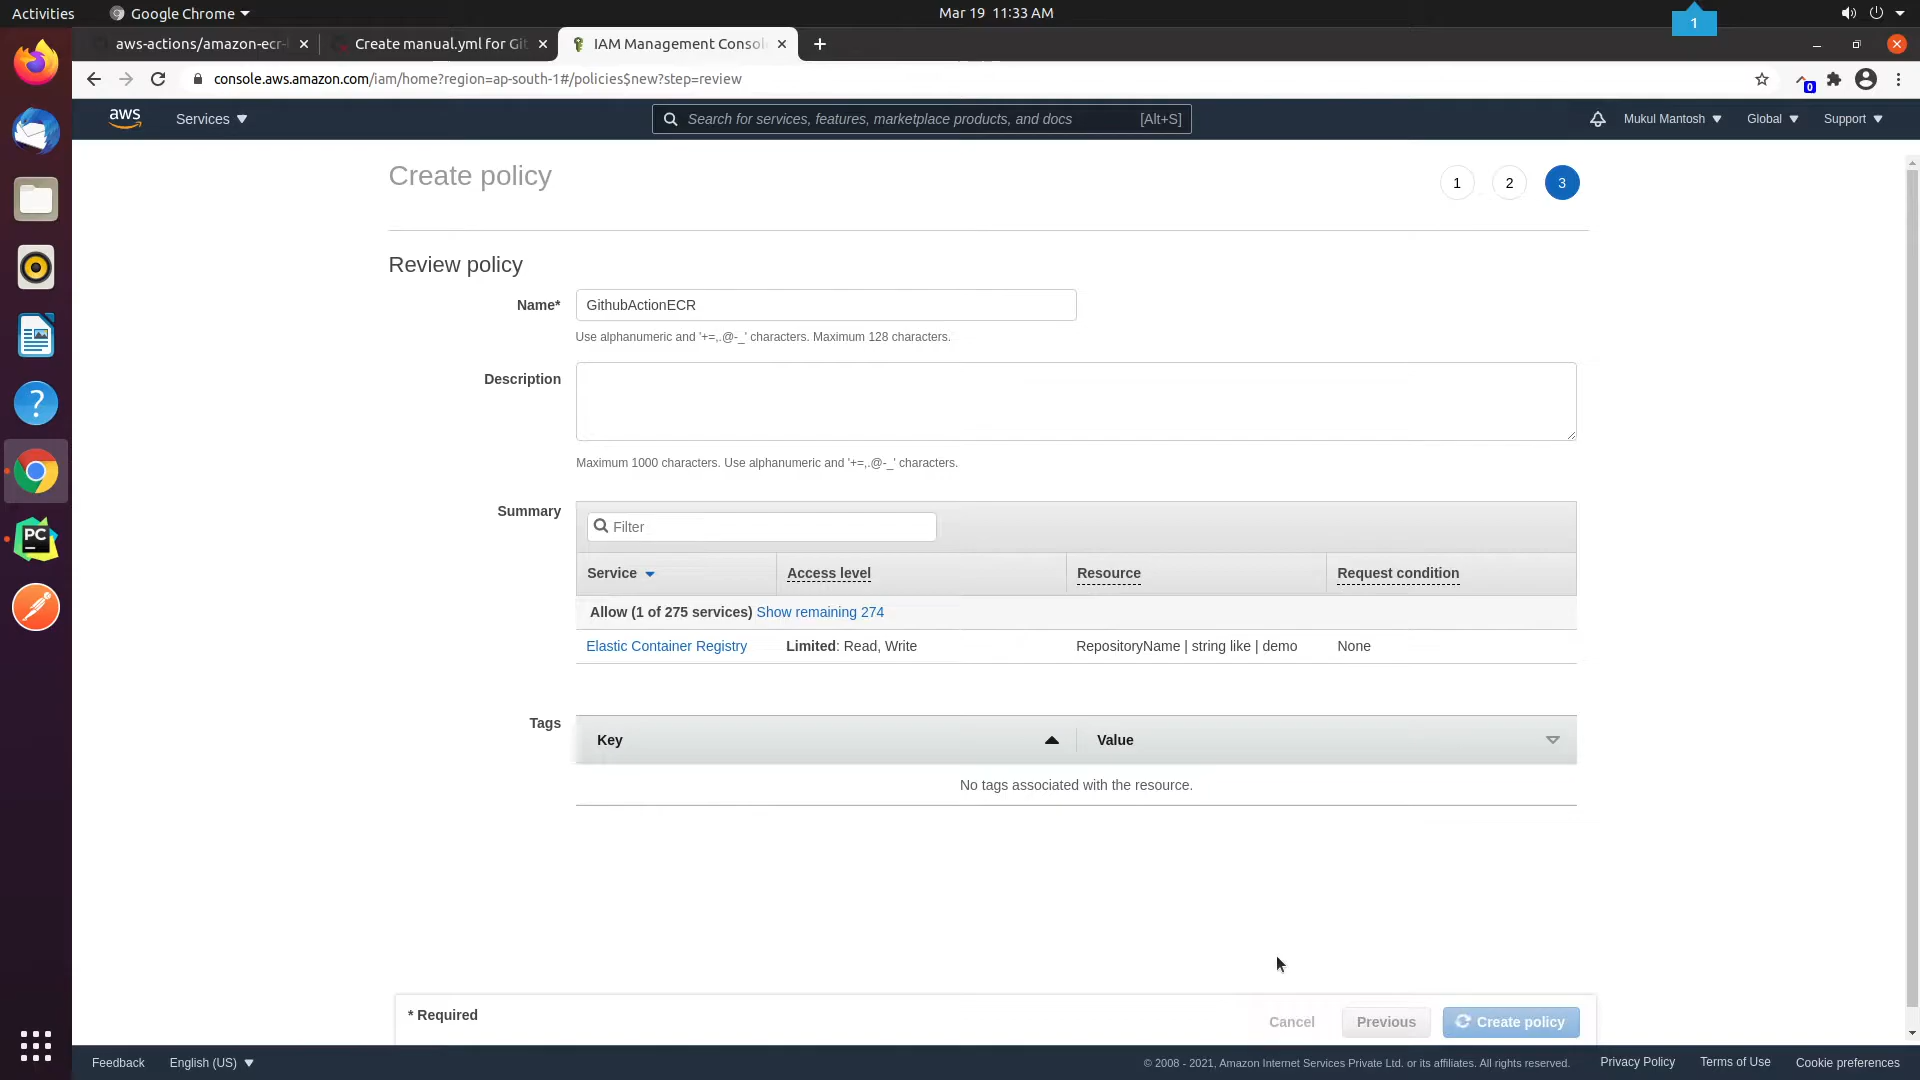 Activities
Google Chrome
Mar 19 11:33 AM
1
aws-actions/amazon-ecr-
Create manual.yml for Git
IAM Management Consol
console.aws.amazon.com/iam/home?region=ap-south-1#/policies$new?step=review
0
aws
Services
Search for services, features, marketplace products, and docs
[Alt+S]
Mukul Mantosh
Global
Support
Create policy
1
2
3
Review policy
Name*
GithubActionECR
Use alphanumeric and '+=,.@-_' characters. Maximum 128 characters.
Description
Maximum 1000 characters. Use alphanumeric and '+=,.@-_' characters.
Summary
Filter
Service
Access level
Resource
Request condition
Allow (1 of 275 services) Show remaining 274
Elastic Container Registry
Limited: Read, Write
RepositoryName | string like | demo
None
Tags
Key
Value
No tags associated with the resource.
* Required
Cancel
Previous
Create policy
PC
?
Feedback
English (US)
© 2008 - 2021, Amazon Internet Services Private Ltd. or its affiliates. All rights reserved.
Privacy Policy
Terms of Use
Cookie preferences